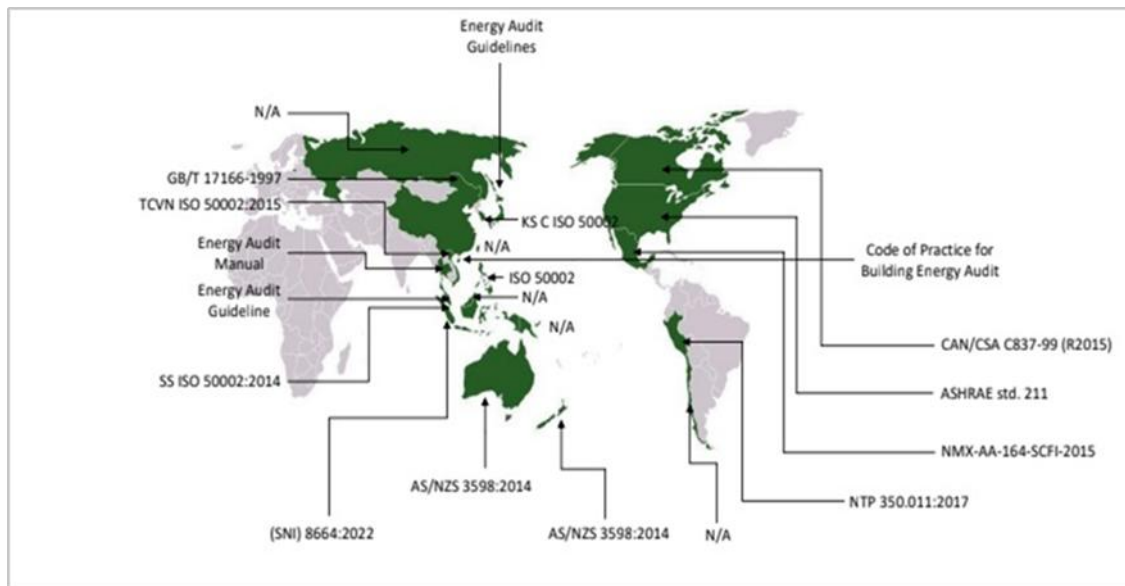 Energy Audit
Guidelines
N/A
GB/T 17166-1997
TCVN ISO 50002:2015
KS C ISO 50002
N/A
Energy Audit
Manual
Code of Practice for
Building Energy Audit
ISO 50002
Energy Audit
Guideline
N/A
N/A
CAN/CSA C837-99 (R2015)
SS ISO 50002:2014
ASHRAE std. 211
NMX-AA-164-SCFI-2015
AS/NZS 3598:2014
NTP 350.011:2017
(SNI) 8664:2022
AS/NZS 3598:2014
N/A